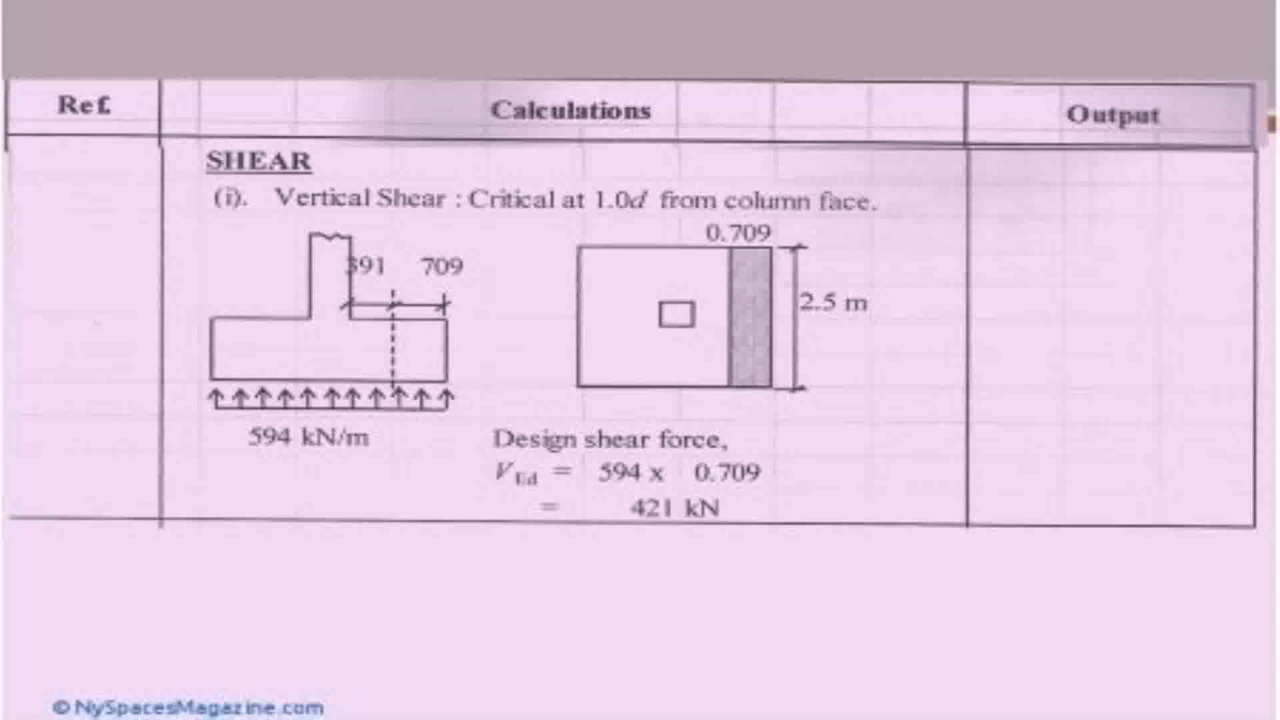 Ref.
Calculations
Output
SHEAR
(i). Vertical Shear : Critical at 1.0d from column face.
0.709
391 709
2.5 m
594 kN/m
Design shear force,
VEd = 594 x 0.709
= 421 kN
© NySpacesMagazine.com